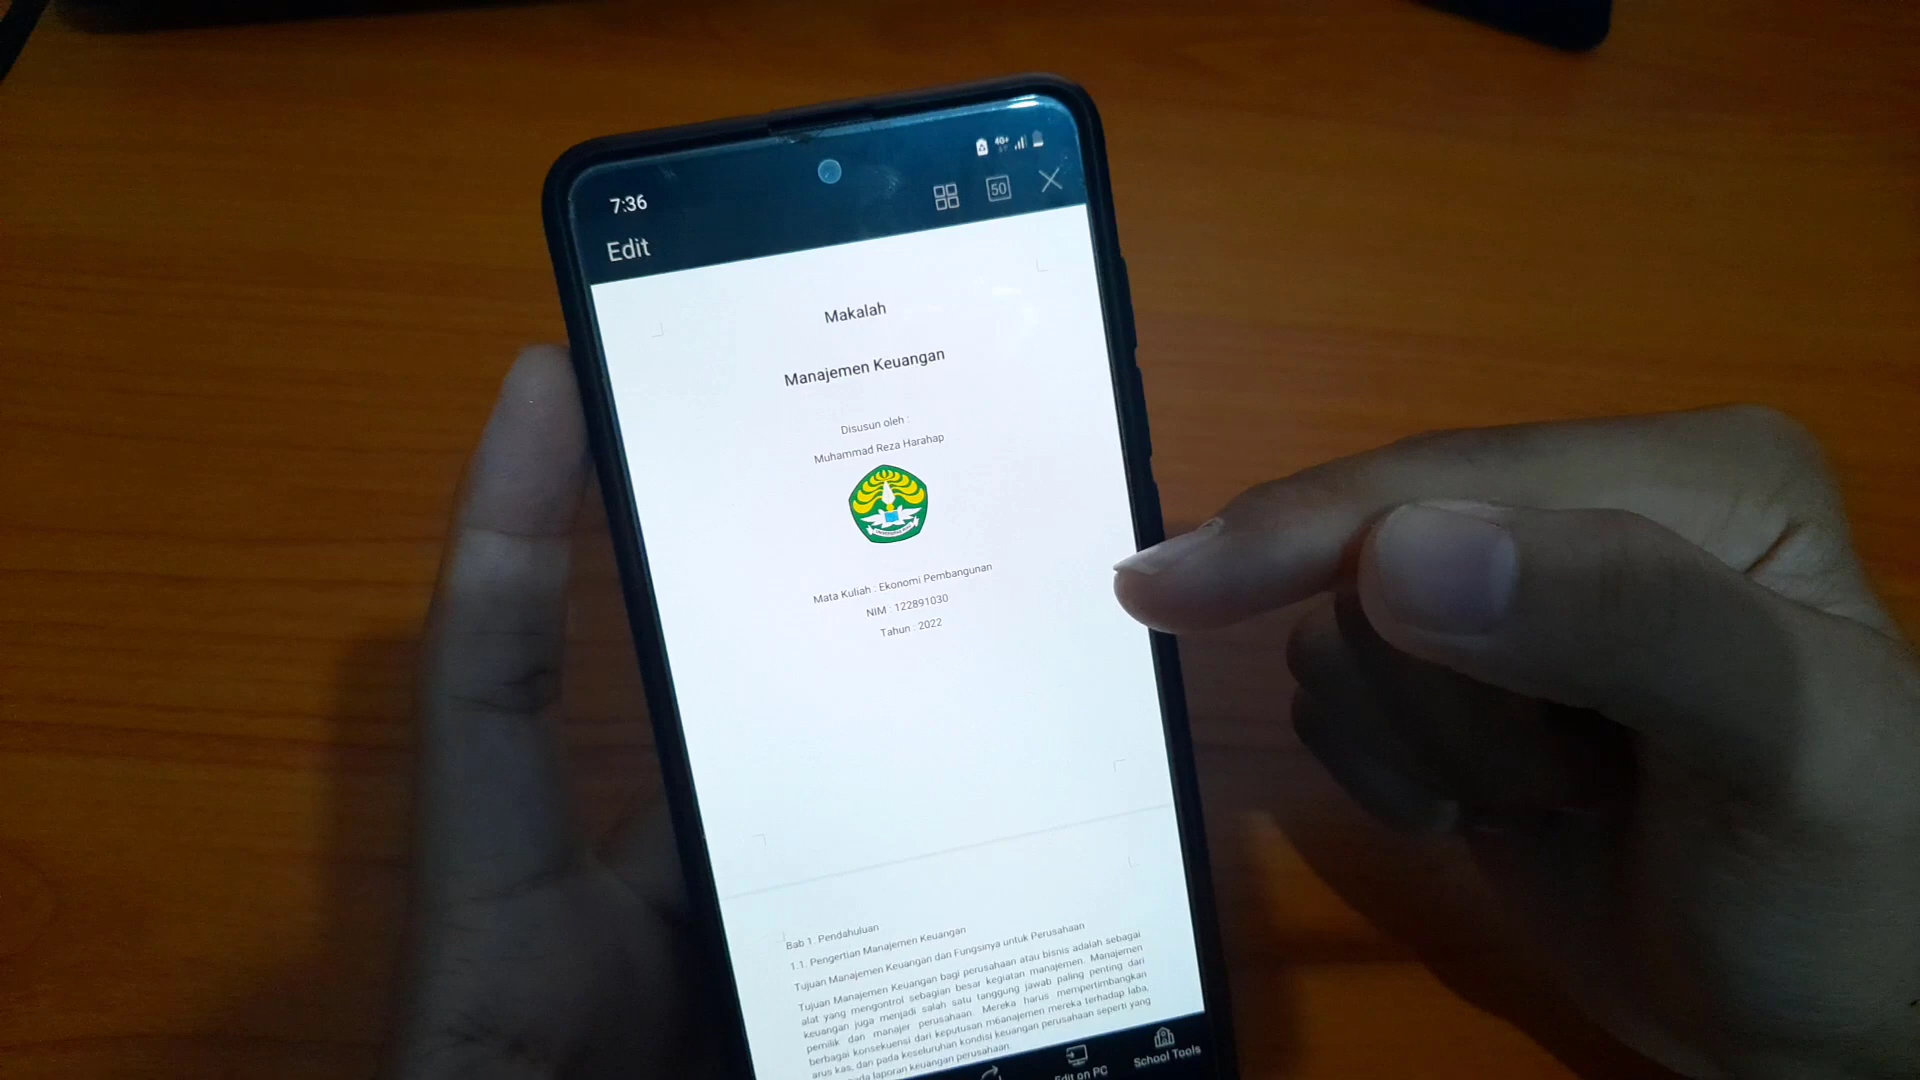 7:36
4G+
50
Edit
Makalah
Manajemen Keuangan
Disusun oleh :
Muhammad Reza Harahap
Mata Kuliah : Ekonomi Pembangunan
NIM : 122891030
Tahun : 2022
Bab 1. Pendahuluan
1.1. Pengertian Manajemen Keuangan
Tujuan Manajemen Keuangan dan Fungsinya untuk Perusahaan
Tujuan Manajemen Keuangan bagi perusahaan atau bisnis adalah sebagai
alat yang mengontrol sebagian besar kegiatan manajemen. Manajemen
keuangan juga menjadi salah satu tanggung jawab paling penting dari
pemilik dan manajer perusahaan. Mereka harus mempertimbangkan
berbagai konsekuensi dari keputusan m6anajemen mereka terhadap laba,
arus kas, dan pada keseluruhan kondisi keuangan perusahaan seperti yang
laporan keuangan perusahaan.
Edit on PC
School Tools